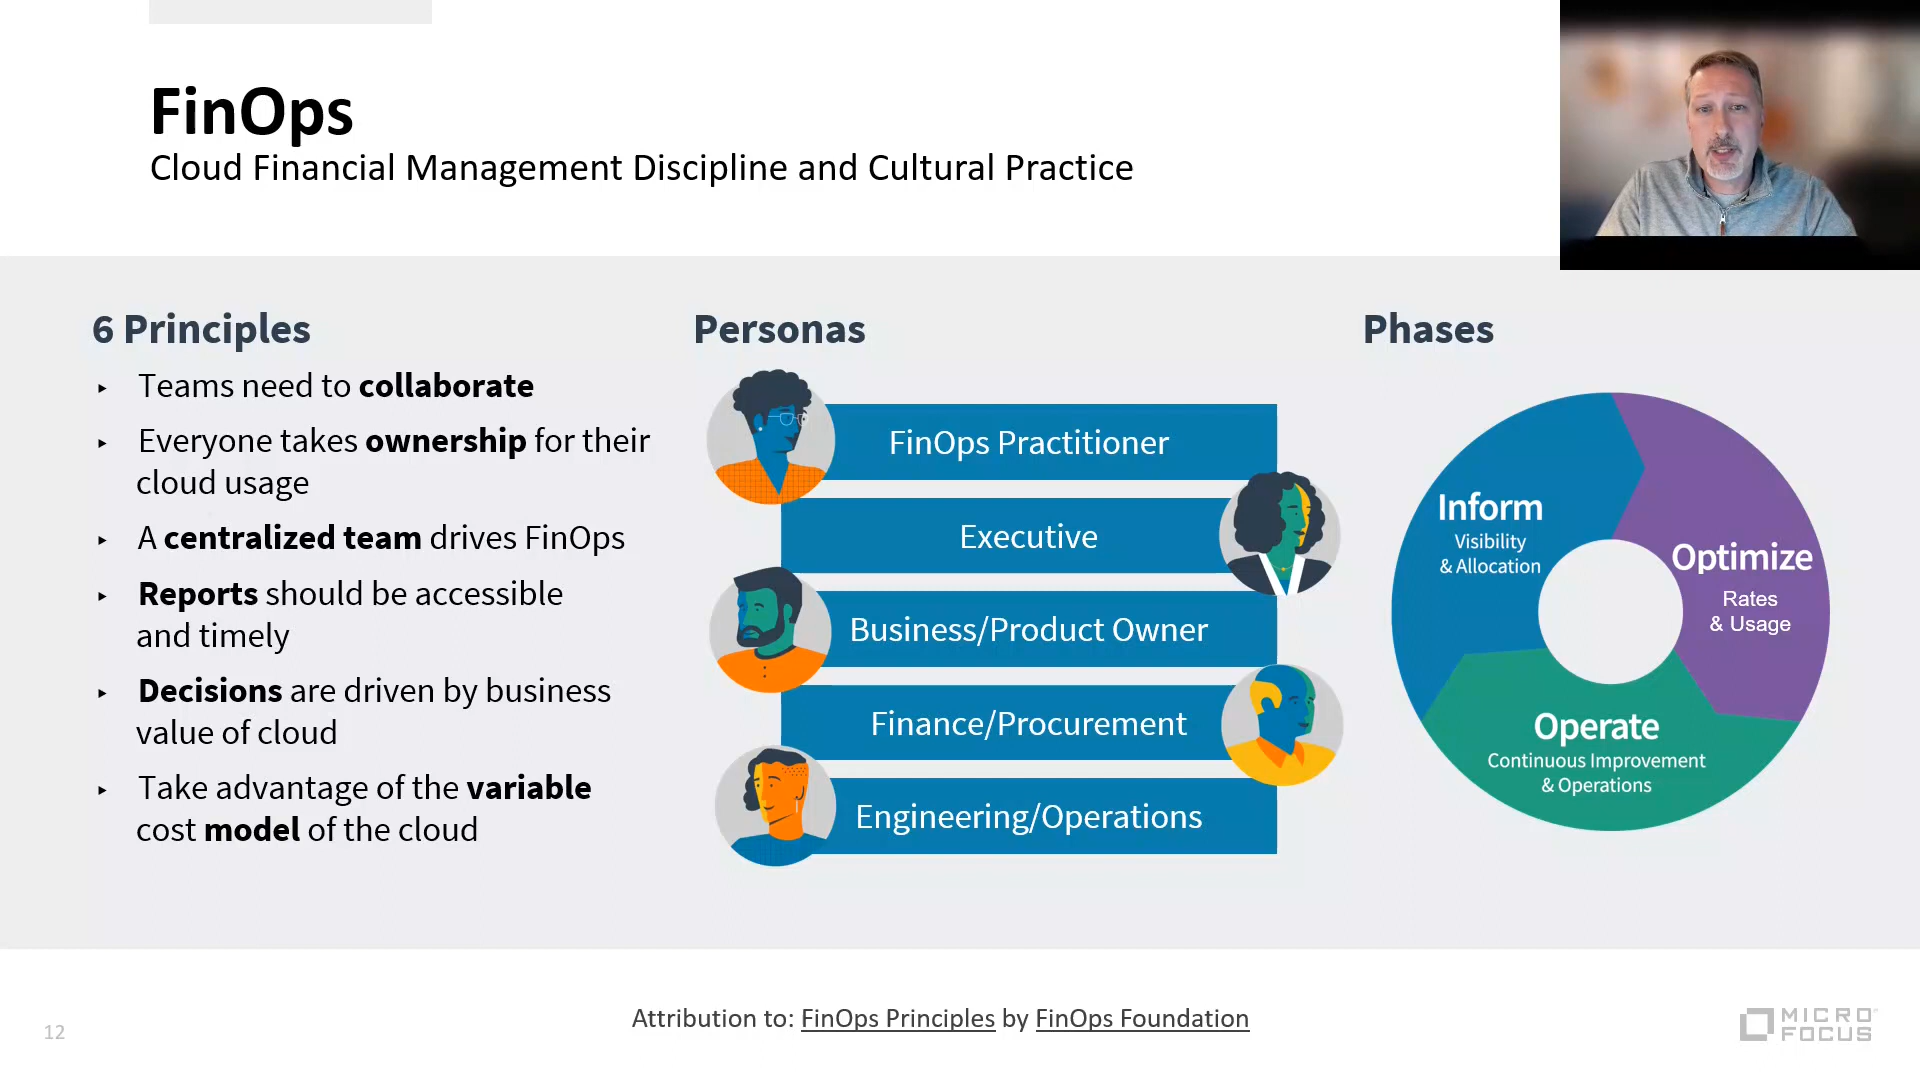 FinOps
Cloud Financial Management Discipline and Cultural Practice
6 Principles
▸ Teams need to collaborate
▸ Everyone takes ownership for their
cloud usage
▸ A centralized team drives FinOps
▸ Reports should be accessible
and timely
▸ Decisions are driven by business
value of cloud
▸ Take advantage of the variable
cost model of the cloud
Personas
FinOps Practitioner
Executive
Business/Product Owner
Finance/Procurement
Engineering/Operations
Phases
Inform
Visibility
& Allocation
Optimize
Rates
& Usage
Operate
Continuous Improvement
& Operations
Attribution to: FinOps Principles by FinOps Foundation
12
MICRO
FOCUS